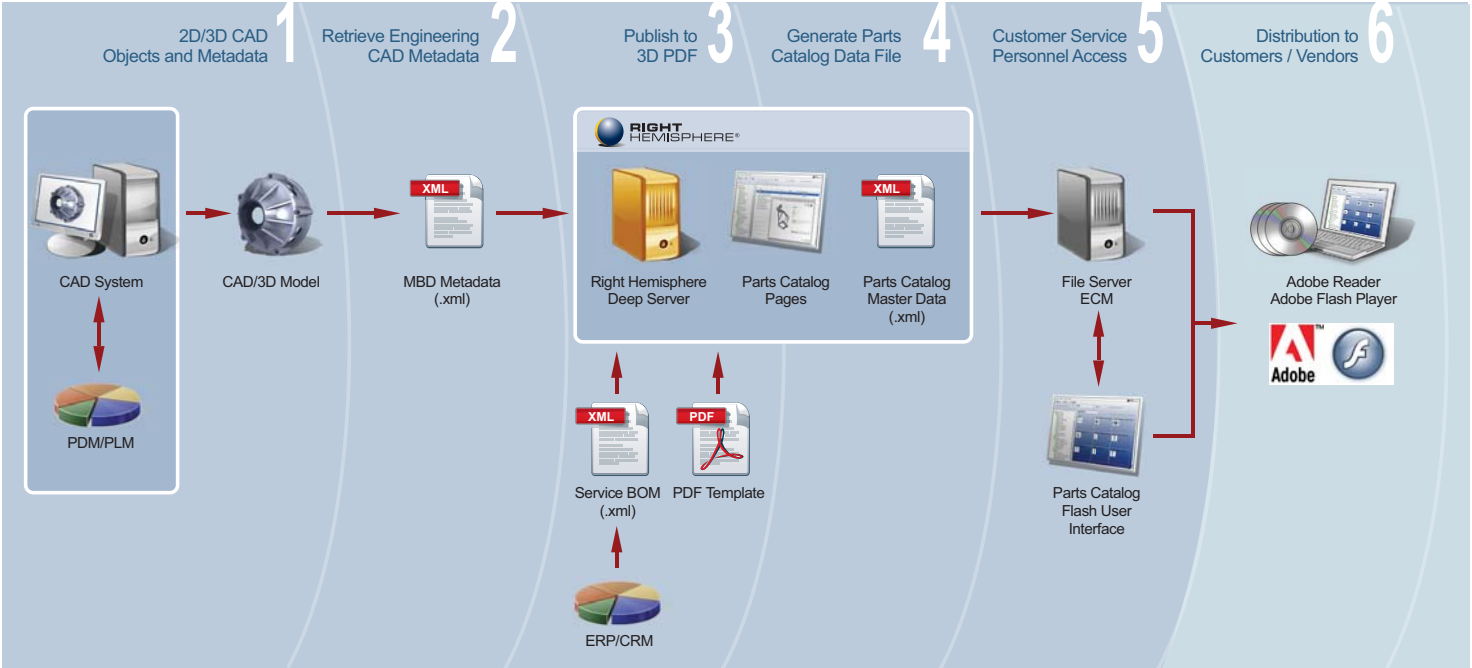 2D/3D CAD
Objects and Metadata
1
Retrieve Engineering
CAD Metadata
2
Publish to
3D PDF
3
Generate Parts
Catalog Data File
4
Customer Service
Personnel Access
5
Distribution to
Customers / Vendors
6
CAD System
PDM/PLM
CAD/3D Model
XML
MBD Metadata
(.xml)
RIGHT
HEMISPHERE®
Right Hemisphere
Deep Server
Parts Catalog
Pages
XML
Parts Catalog
Master Data
(.xml)
XML
Service BOM
(.xml)
PDF
PDF Template
ERP/CRM
File Server
ECM
Parts Catalog
Flash User
Interface
Adobe Reader
Adobe Flash Player
TM
Adobe